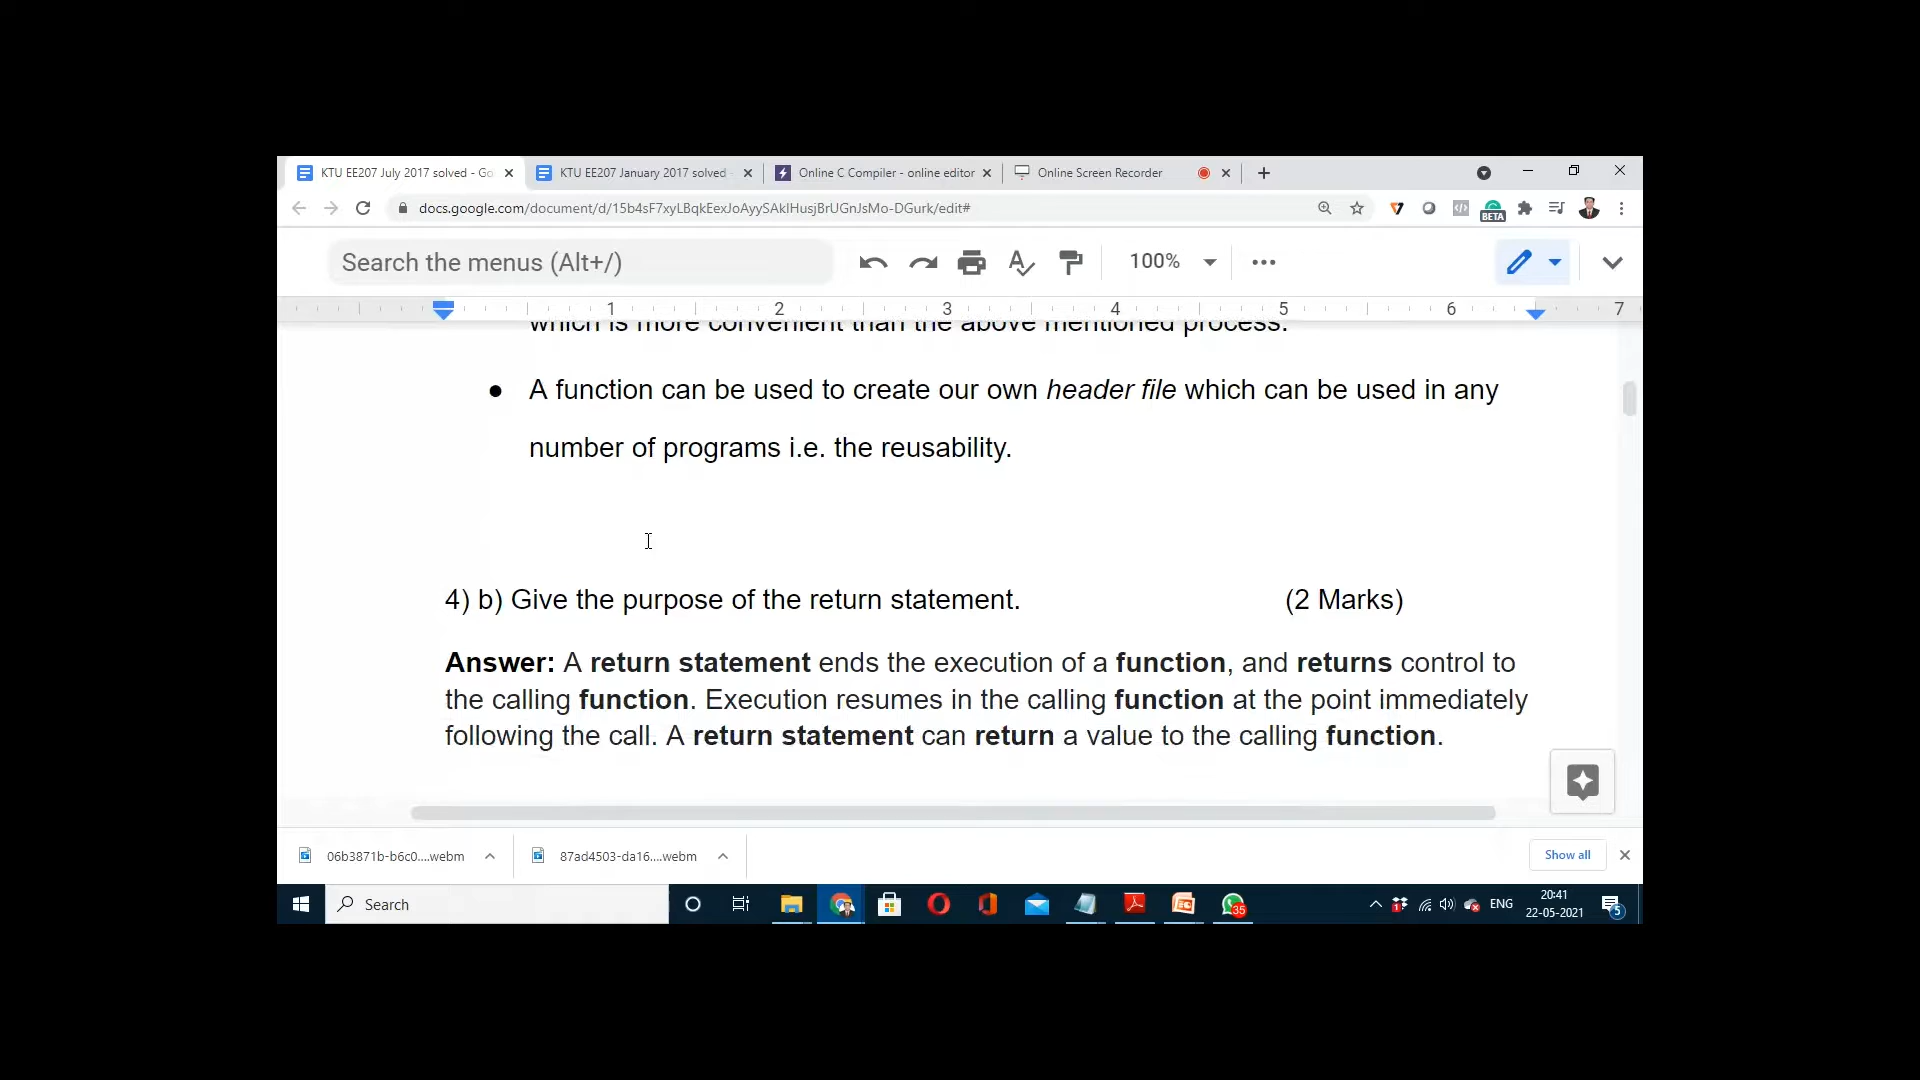 KTU EE207 July 2017 solved - Go
KTU EE207 January 2017 solved -
Online C Compiler - online editor
Online Screen Recorder
docs.google.com/document/d/15b4sF7xyLBqkEexJoAyySAkIHusjBrUGnJsMo-DGurk/edit#
BETA
Search the menus (Alt+/)
100%
1 2 3 4 5 6 7
which is more convenient than the above mentioned process.
● A function can be used to create our own header file which can be used in any
number of programs i.e. the reusability.
4) b) Give the purpose of the return statement. (2 Marks)
Answer: A return statement ends the execution of a function, and returns control to
the calling function. Execution resumes in the calling function at the point immediately
following the call. A return statement can return a value to the calling function.
06b3871b-b6c0....webm
87ad4503-da16....webm
Show all
Search
35
1
ENG
20:41
22-05-2021
5